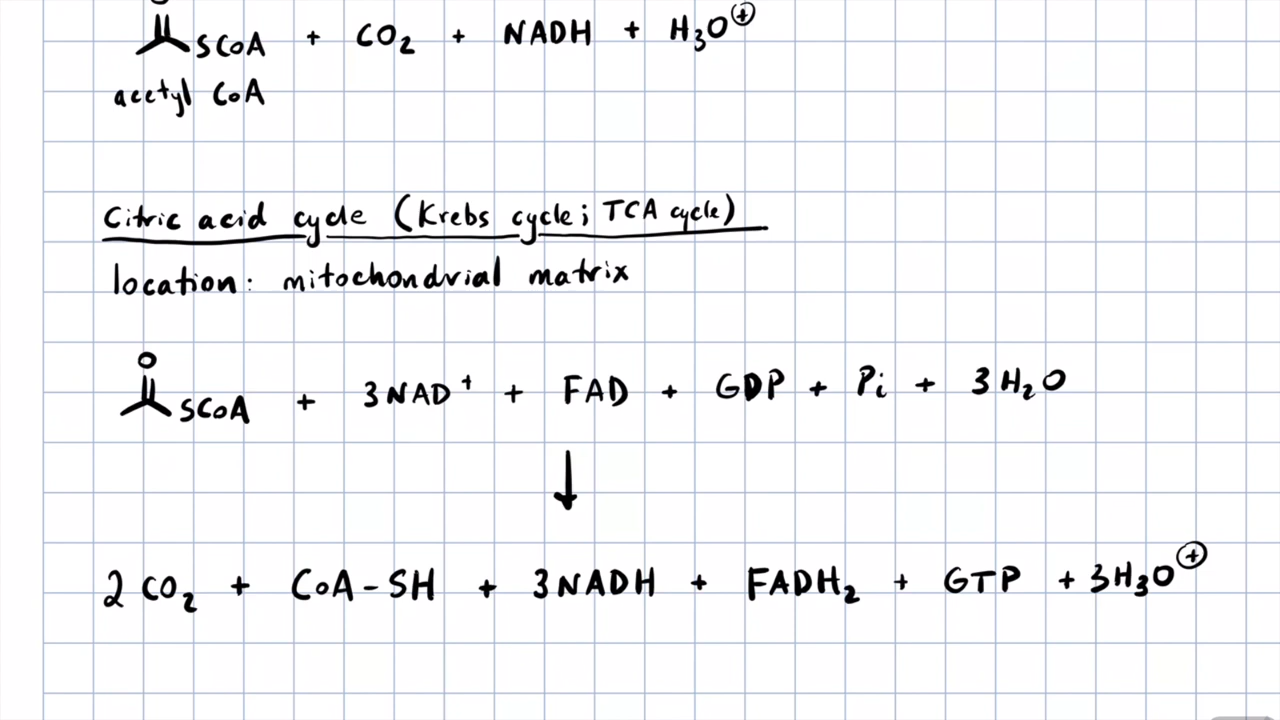 O
SCoA + CO₂ + NADH + H₃O⊕
acetyl CoA
Citric acid cycle (Krebs cycle; TCA cycle)
location: mitochondrial matrix
O
SCoA + 3NAD⁺ + FAD + GDP + Pi + 3H₂O
↓
2CO₂ + CoA-SH + 3NADH + FADH₂ + GTP + 3H₃O⊕